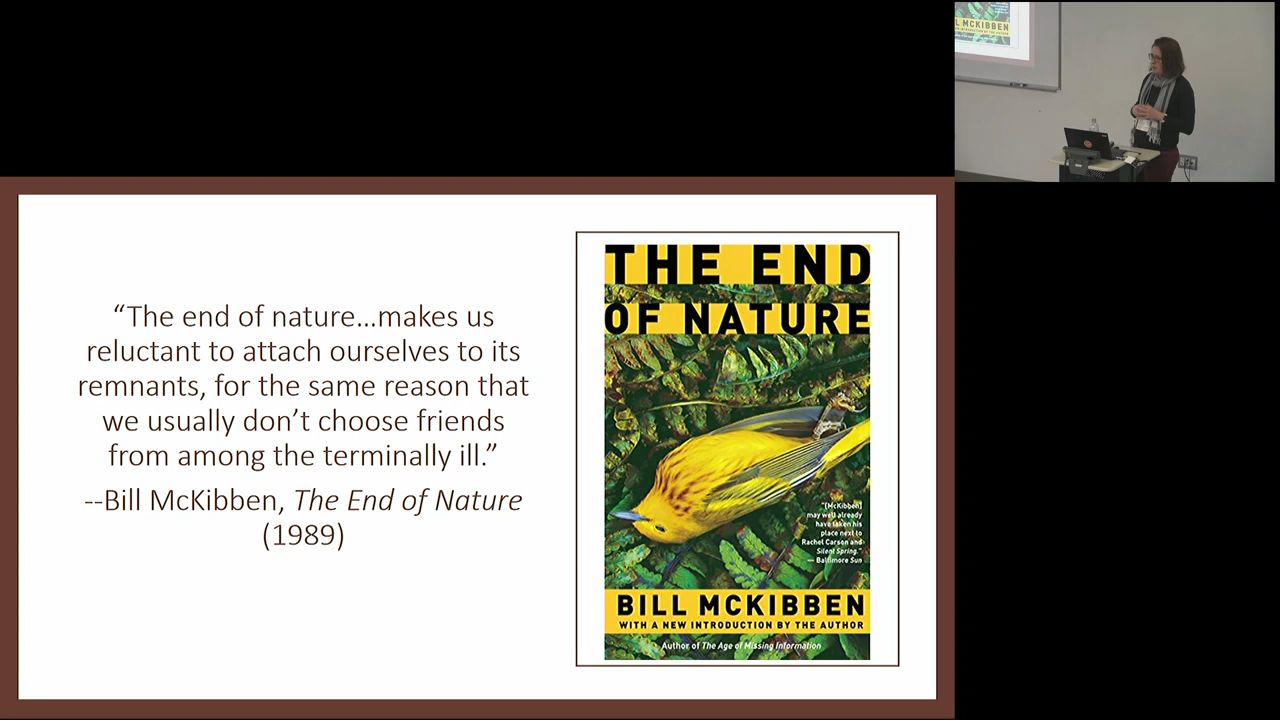 “The end of nature...makes us
reluctant to attach ourselves to its
remnants, for the same reason that
we usually don’t choose friends
from among the terminally ill.”
--Bill McKibben, The End of Nature
(1989)
THE END
OF NATURE
“[McKibben]
may well already
have taken his
place next to
Rachel Carson and
Silent Spring.”
— Baltimore Sun
BILL MCKIBBEN
WITH A NEW INTRODUCTION BY THE AUTHOR
Author of The Age of Missing Information
L MCKIBBEN